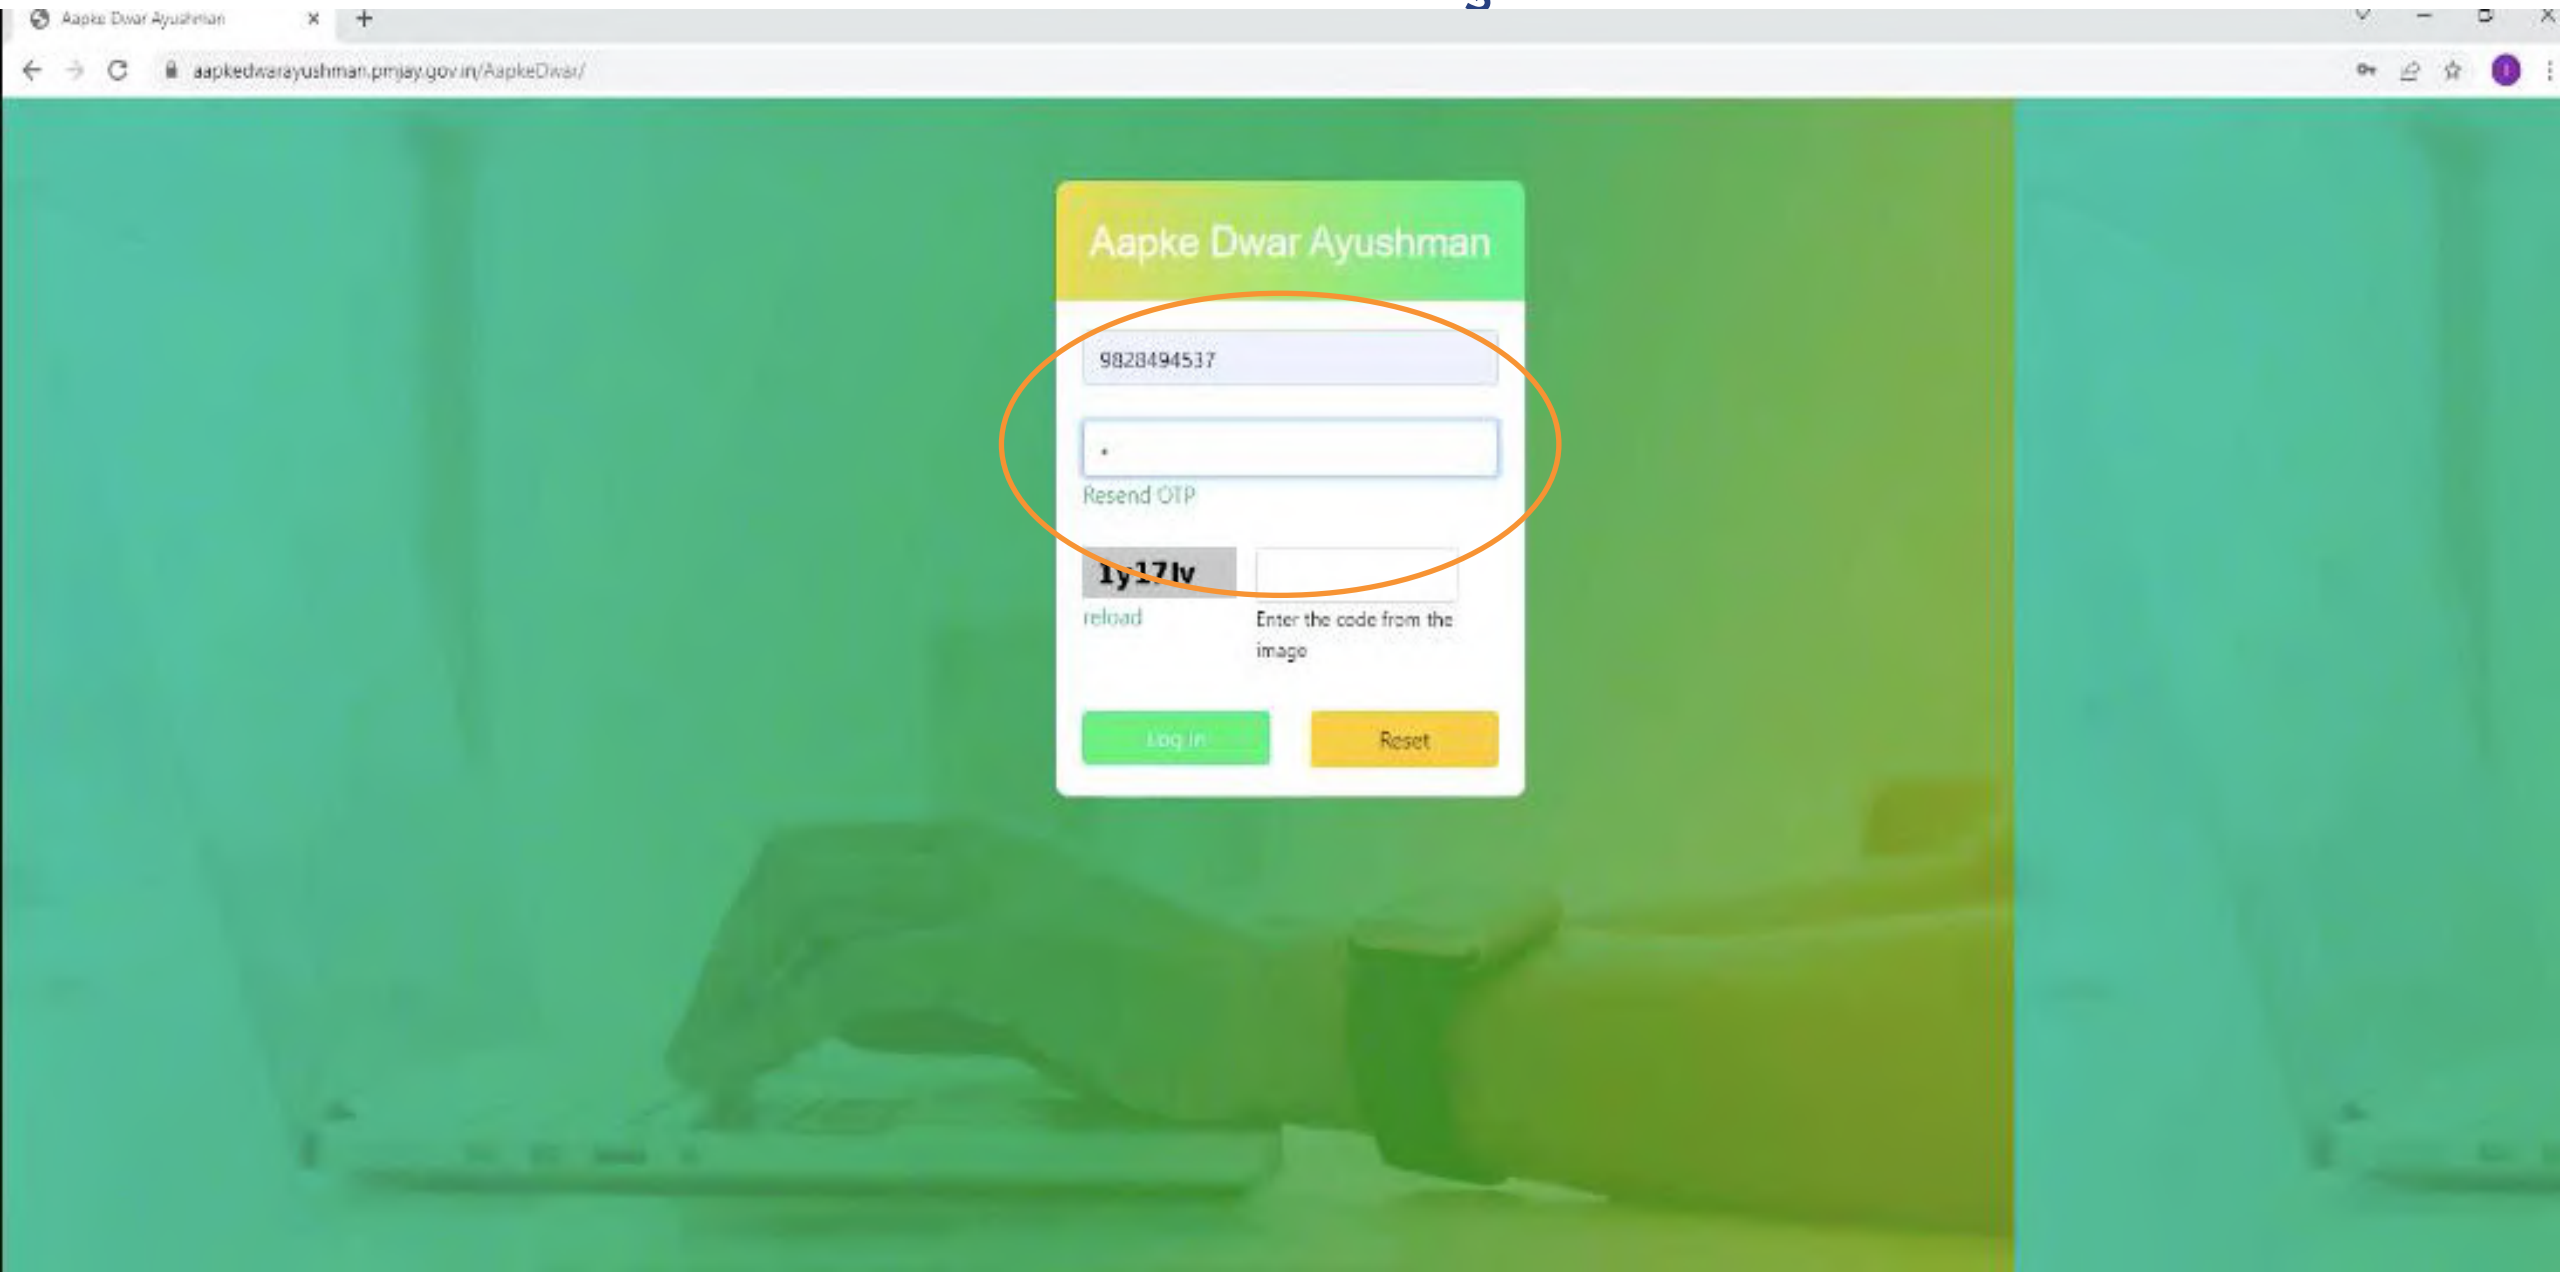 Aapke Dwar Ayushman
aapkedwarayushman.pmjay.gov.in/AapkeDwar/
Aapke Dwar Ayushman
9828494537
Resend OTP
reload
Enter the code from the
image
Log In
Reset